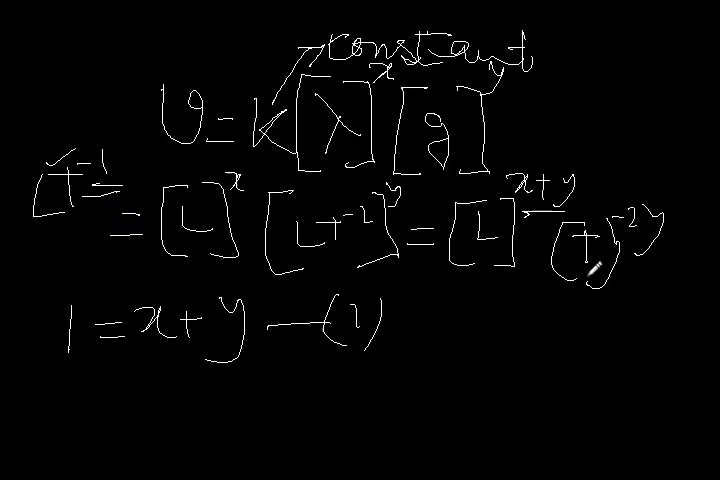 constant
v = k [λ]^x [g]^y
LT^-1 = [L]^x [LT^-2]^y = [L]^x+y (T)^-2y
1 = x + y — (1)